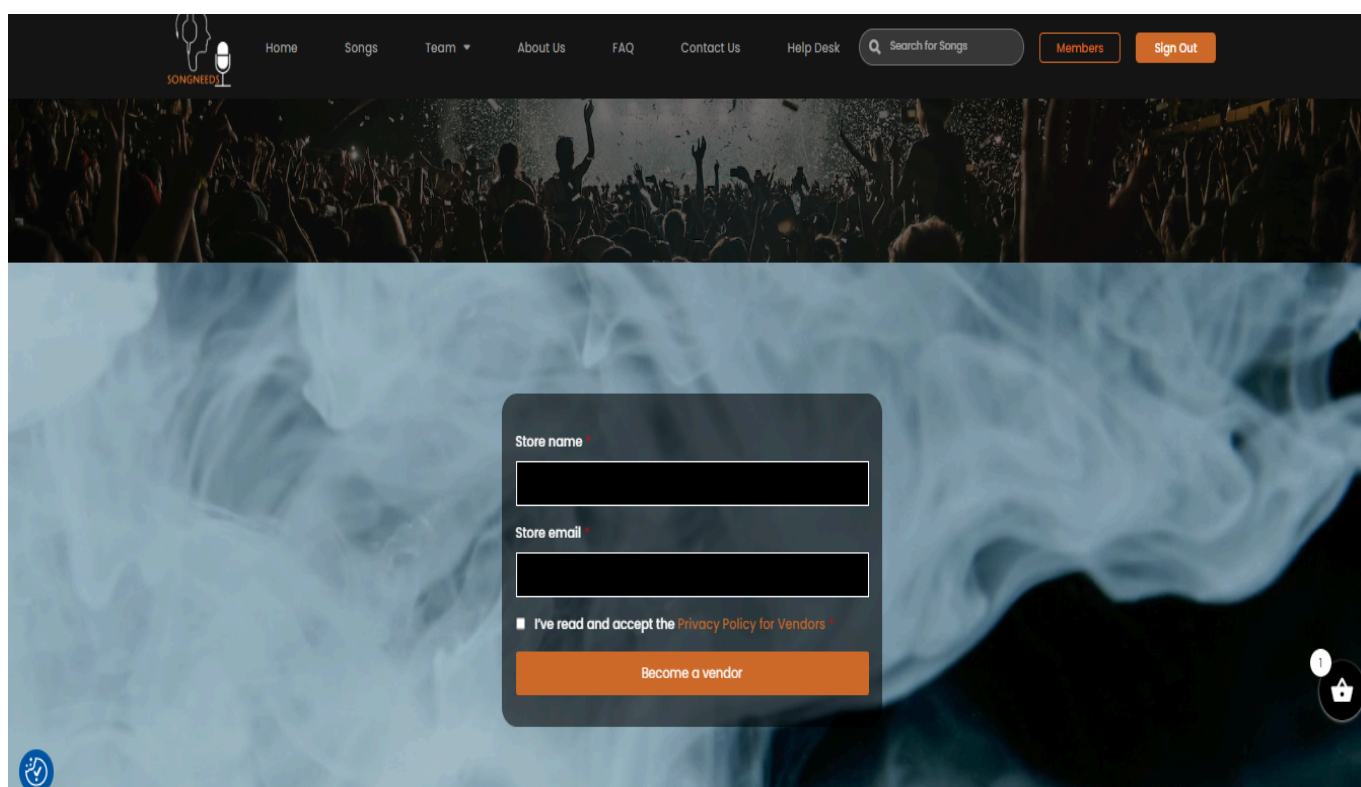 SONGNEEDS
Home Songs Team About Us FAQ Contact Us Help Desk Search for Songs Members Sign Out
Store name *
Store email *
I've read and accept the Privacy Policy for Vendors *
Become a vendor
1